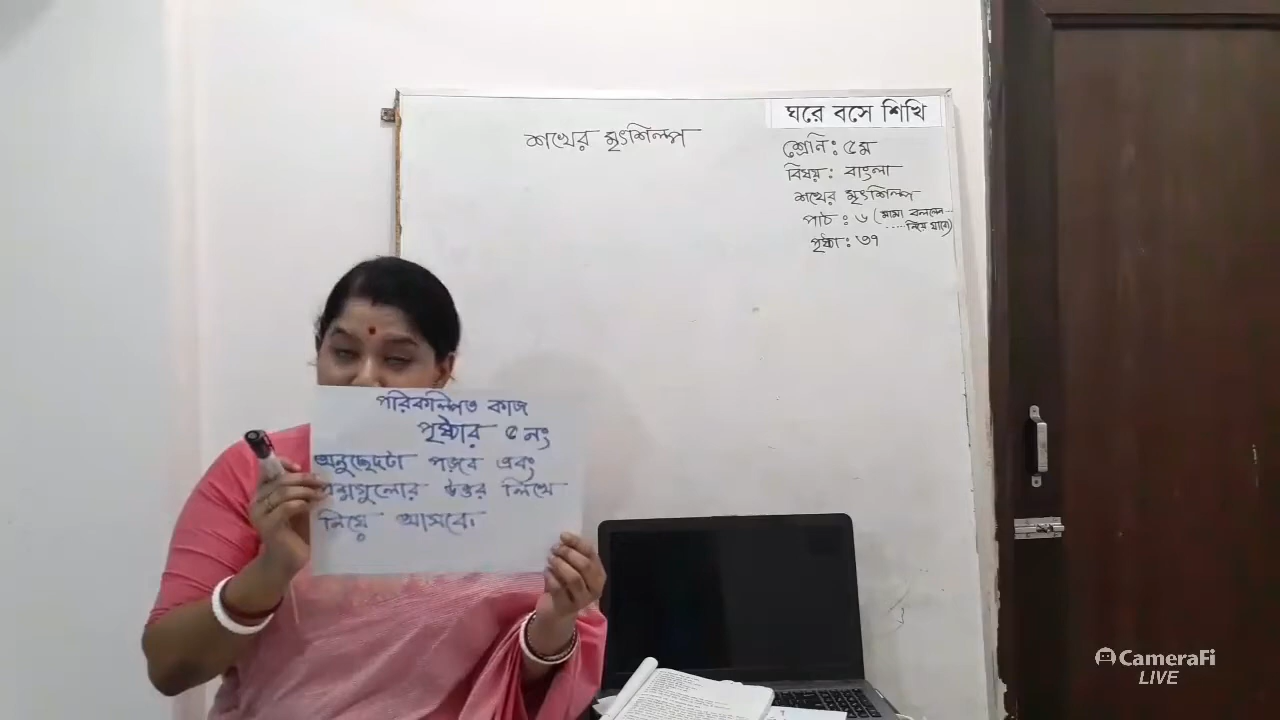 শখের মৃৎশিল্প
ঘরে বসে শিখি
শ্রেনি: ৫ম
বিষয়: বাংলা
শখের মৃৎশিল্প
পাঠ : ৬ (মামা বললেন
.... নিয়ে যাবো)
পৃষ্ঠা: ৩৭
পরিকল্পিত কাজ
পৃষ্ঠার ৫ নং
অনুচ্ছেদটা পড়বে এবং
প্রশ্নগুলোর উত্তর লিখে
নিয়ে আসবে।
CameraFi
LIVE